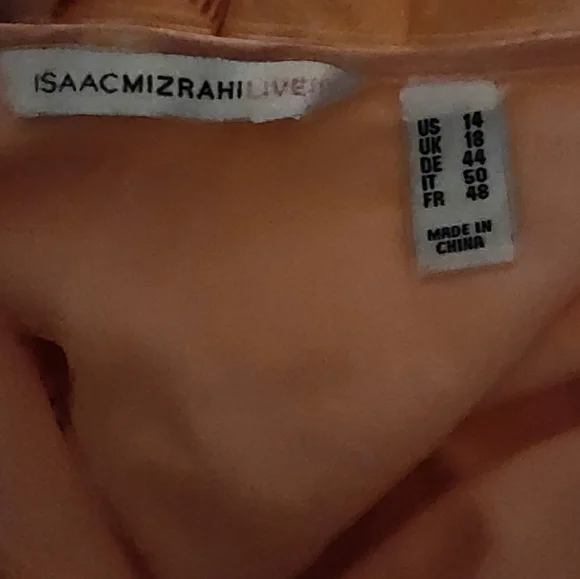 ISAACMIZRAHILIVE!
US 14
UK 18
DE 44
IT 50
FR 48
MADE IN
CHINA